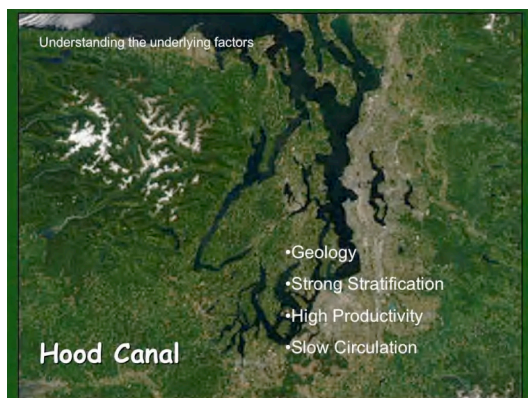 Understanding the underlying factors
•Geology
•Strong Stratification
•High Productivity
•Slow Circulation
Hood Canal